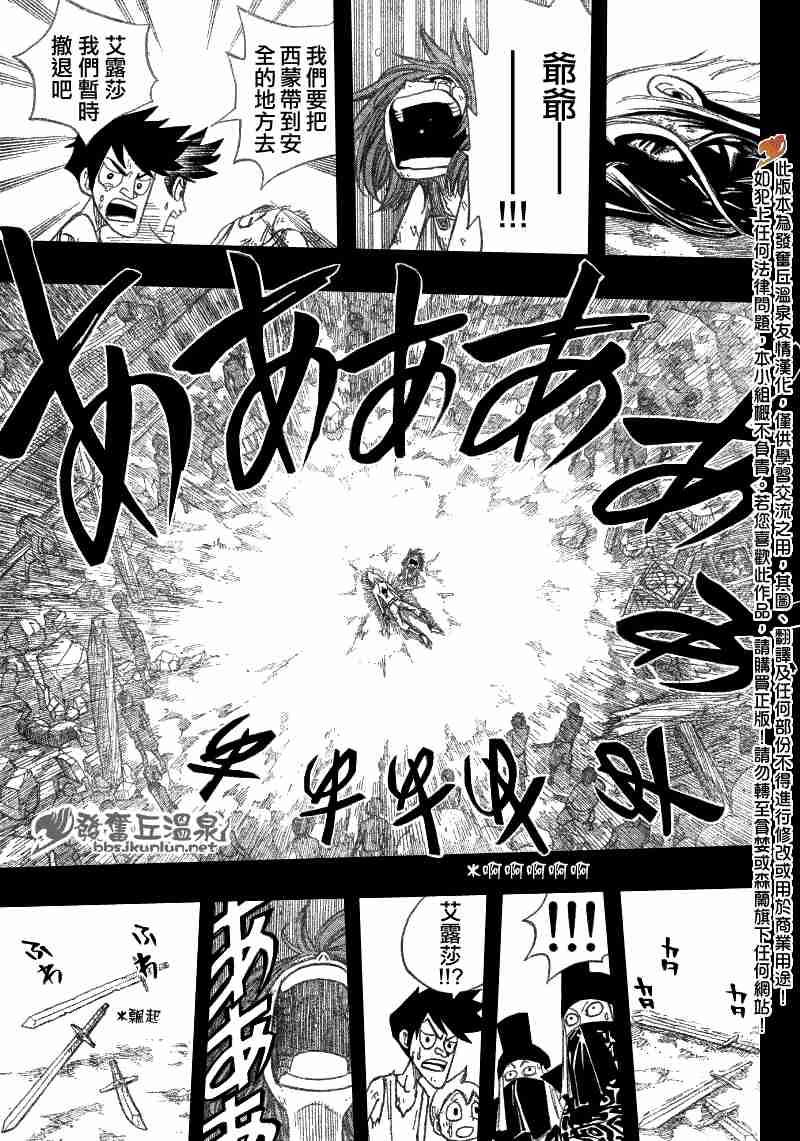 爺爺——
——!!!
我們要把
西蒙帶到安
全的地方去
艾露莎
我們暫時
撤退吧
あああああ
＊啊啊啊啊啊
發奮丘溫泉
bbs.jkunlun.net
カタ
カタ
!!!
艾露莎
!!?
あああ
ふあ
ふあ
＊飄起
此版本為發奮丘溫泉友情漢化，僅供學習交流之用，其圖、翻譯及任何部份不得進行修改或用於商業用途！
如犯上任何法律問題，本小組概不負責。若您喜歡此作品，請購買正版！請勿轉至貪婪或森蘭旗下任何網站！